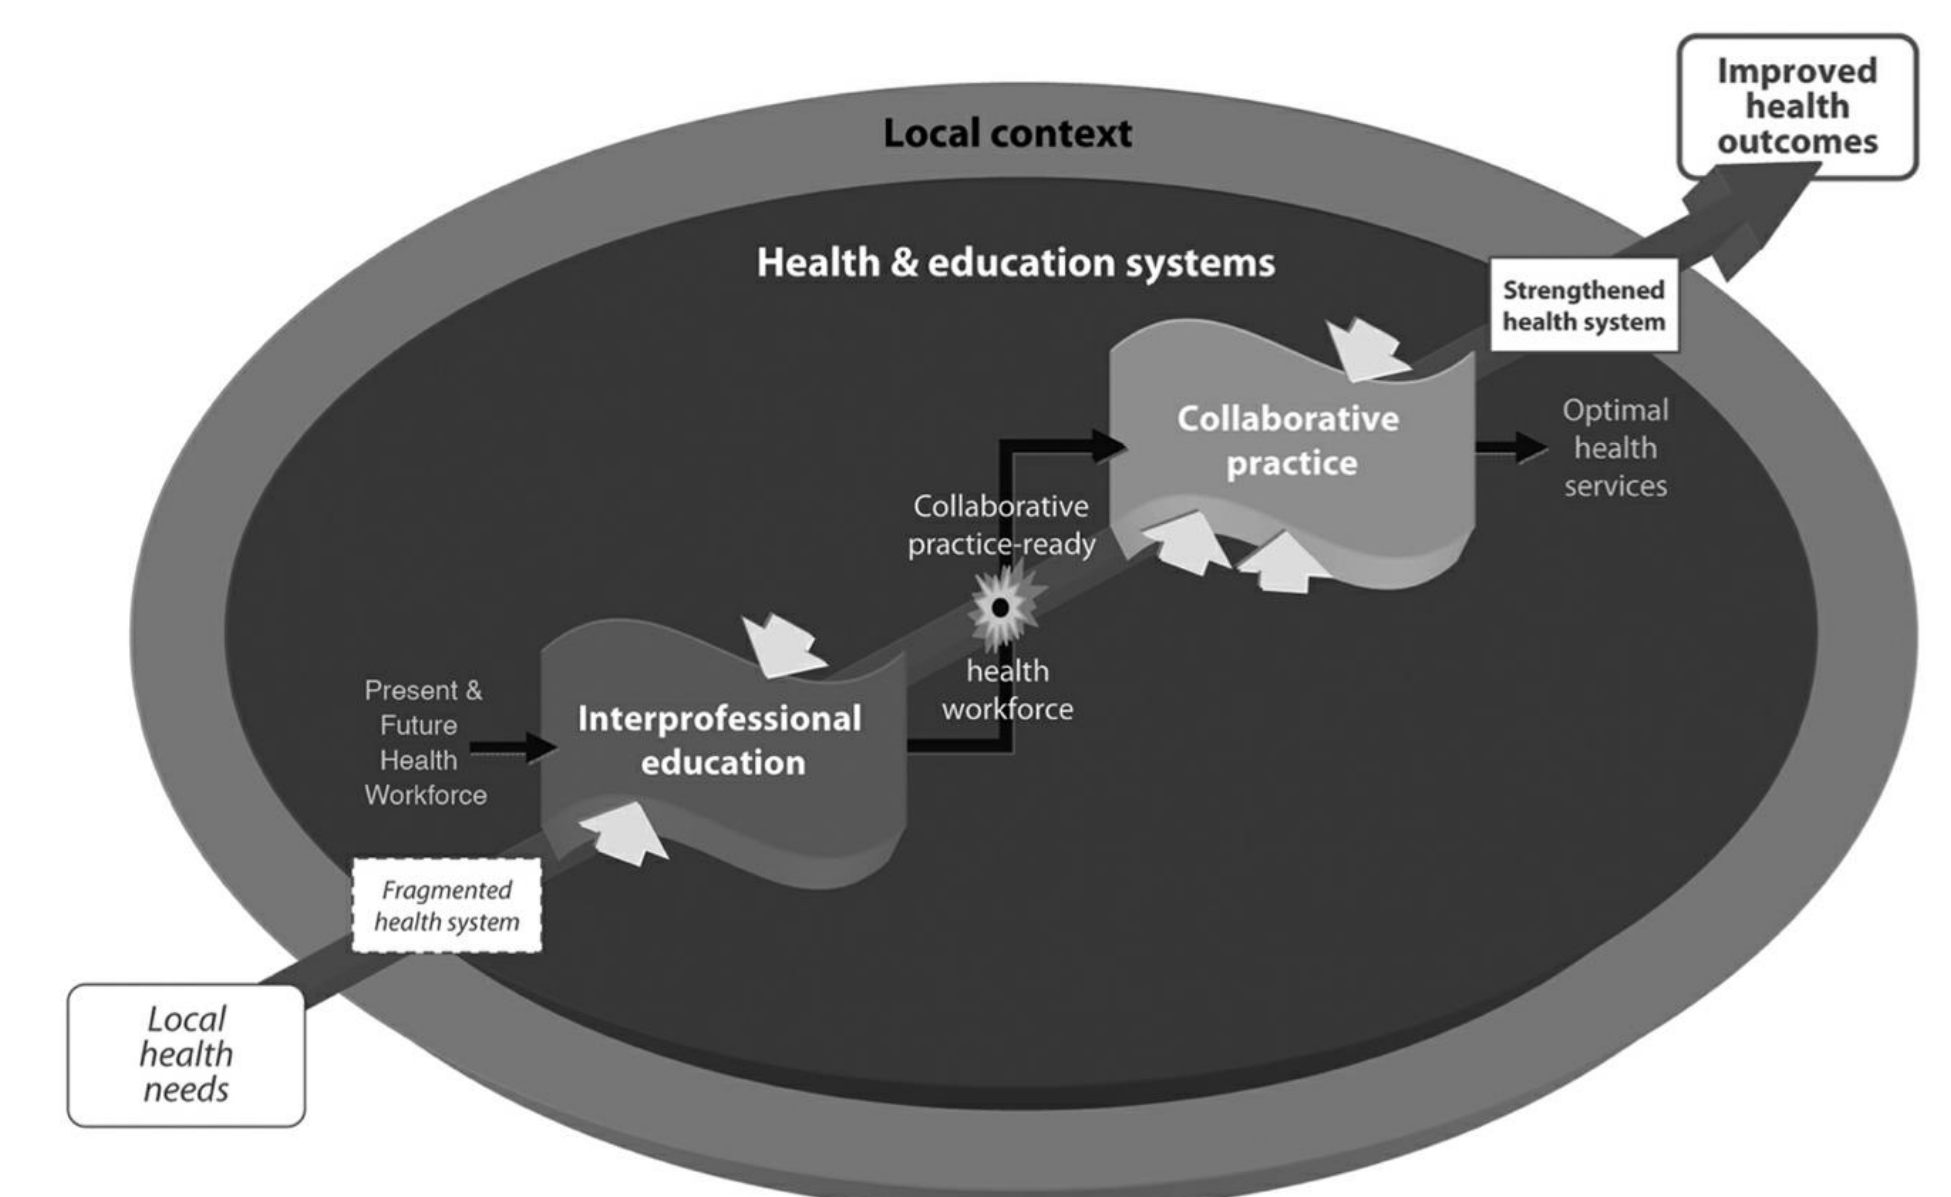 Improved
health
outcomes
Local context
Health & education systems
Strengthened
health system
Collaborative
practice
Optimal
health
services
Collaborative
practice-ready
health
workforce
Present &
Future
Health
Workforce
Interprofessional
education
Fragmented
health system
Local
health
needs